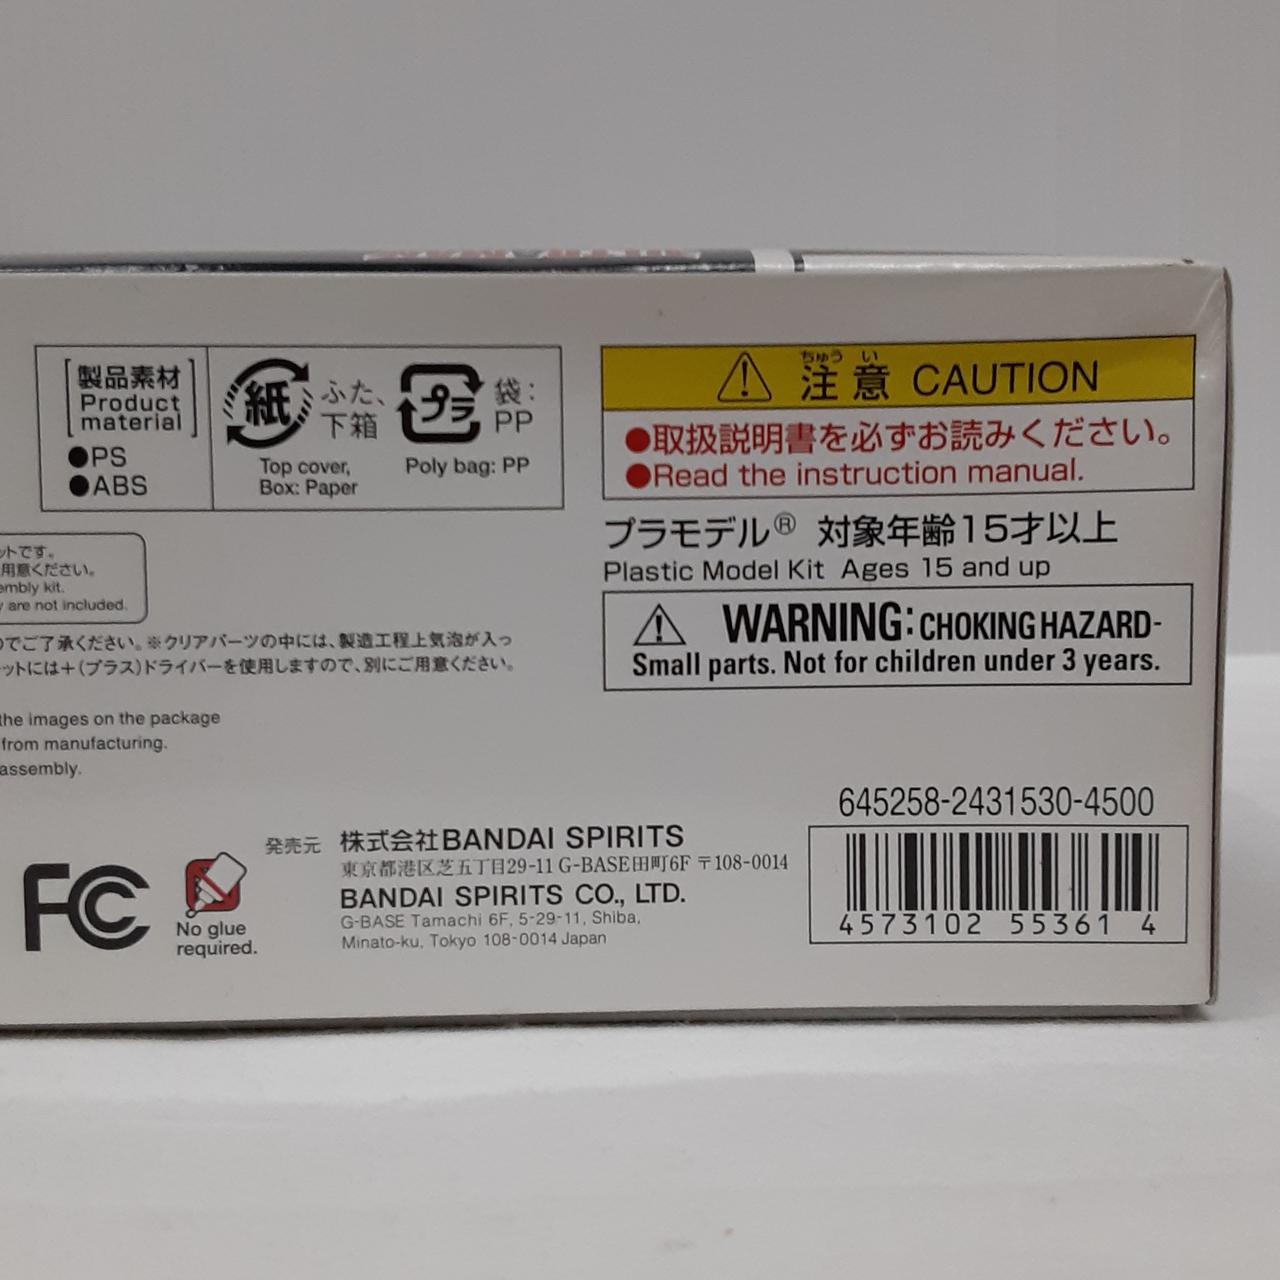 製品素材
Product
material
●PS
●ABS
紙
ふた、
下箱
Top cover,
Box: Paper
プラ
袋:
PP
Poly bag: PP
ちゅう い
注意 CAUTION
●取扱説明書を必ずお読みください。
●Read the instruction manual.
プラモデル® 対象年齢15才以上
Plastic Model Kit Ages 15 and up
WARNING: CHOKING HAZARD-
Small parts. Not for children under 3 years.
ットです。
用意ください。
embly kit.
y are not included.
のでご了承ください。※クリアパーツの中には、製造工程上気泡が入っ
ットには+(プラス)ドライバーを使用しますので、別にご用意ください。
the images on the package
from manufacturing.
assembly.
FC
No glue
required.
発売元 株式会社BANDAI SPIRITS
東京都港区芝五丁目29-11 G-BASE田町6F 〒108-0014
BANDAI SPIRITS CO., LTD.
G-BASE Tamachi 6F, 5-29-11, Shiba,
Minato-ku, Tokyo 108-0014 Japan
645258-2431530-4500
4573102 55361 4